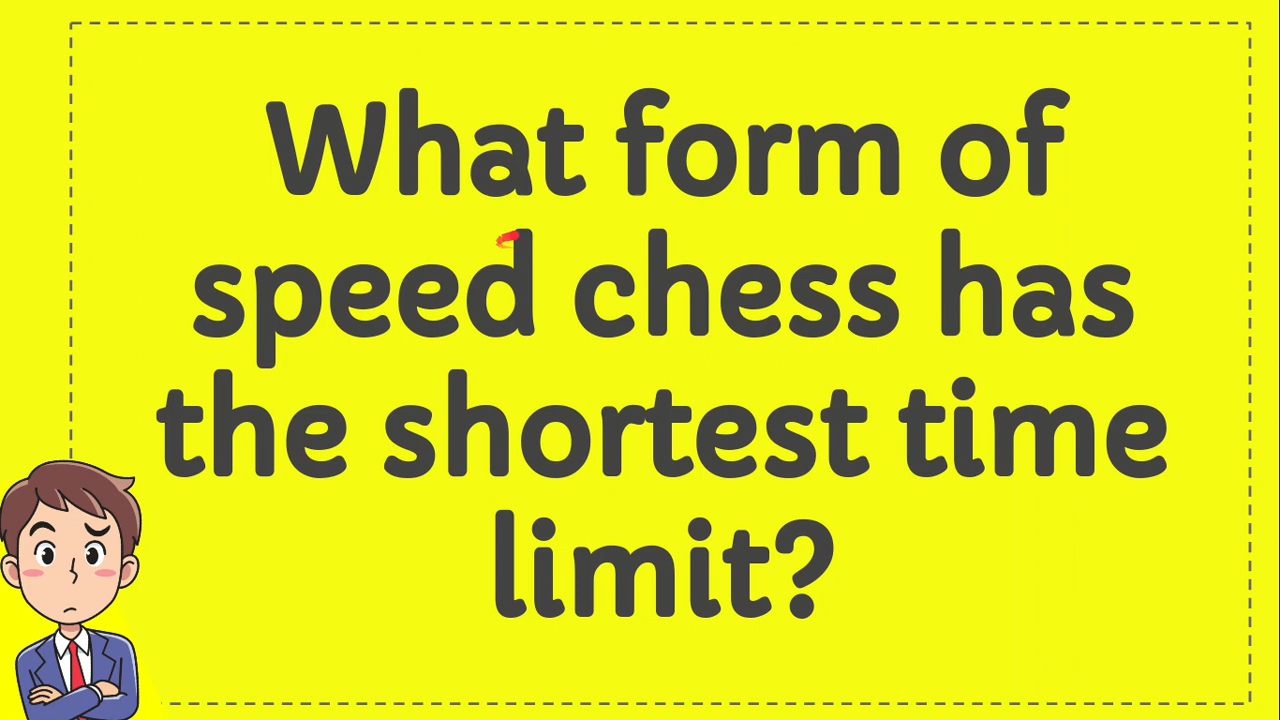 What form of
speed chess has
the shortest time
limit?